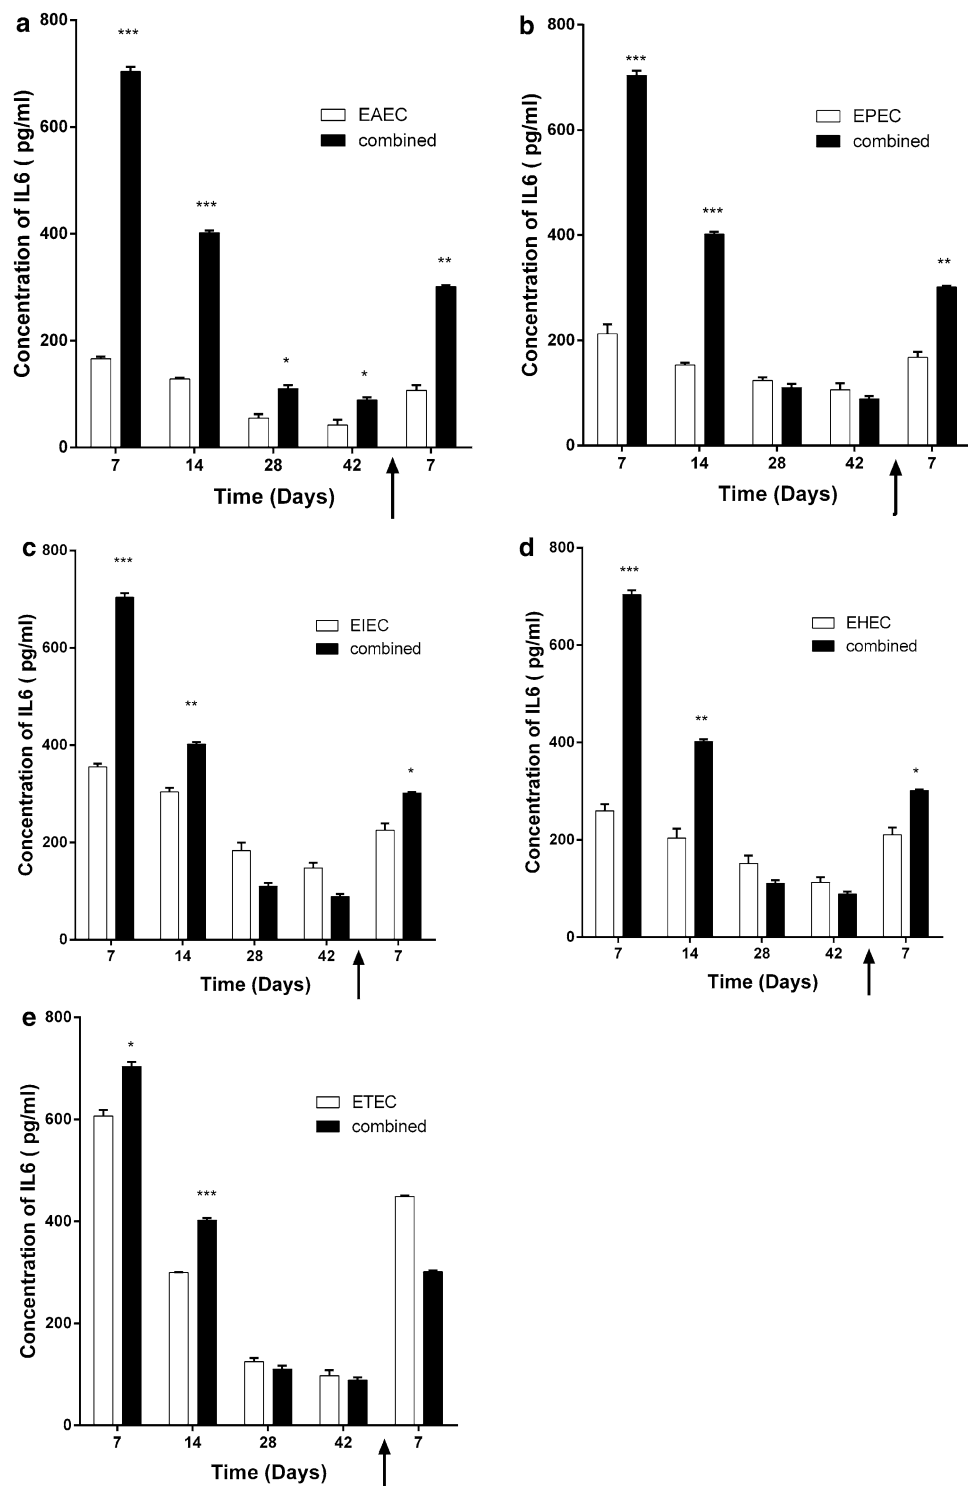 a
800
600
400
200
0
Concentration of IL6 ( pg/ml)
***
***
*
*
**
EAEC
combined
7 14 28 42 7
Time (Days)
b
800
600
400
200
0
Concentration of IL6 ( pg/ml)
***
***
**
EPEC
combined
7 14 28 42 7
Time (Days)
c
800
600
400
200
0
Concentration of IL6 ( pg/ml)
***
**
*
EIEC
combined
7 14 28 42 7
Time (Days)
d
800
600
400
200
0
Concentration of IL6 ( pg/ml)
***
**
*
EHEC
combined
7 14 28 42 7
Time (Days)
e
800
600
400
200
0
Concentration of IL6 ( pg/ml)
*
***
ETEC
combined
7 14 28 42 7
Time (Days)